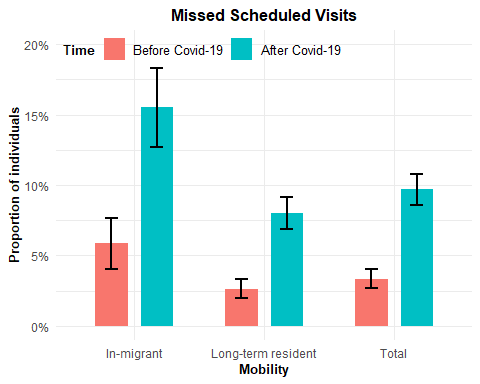 Missed Scheduled Visits
Time Before Covid-19 After Covid-19
20%
15%
10%
5%
0%
Proportion of individuals
In-migrant Long-term resident Total
Mobility